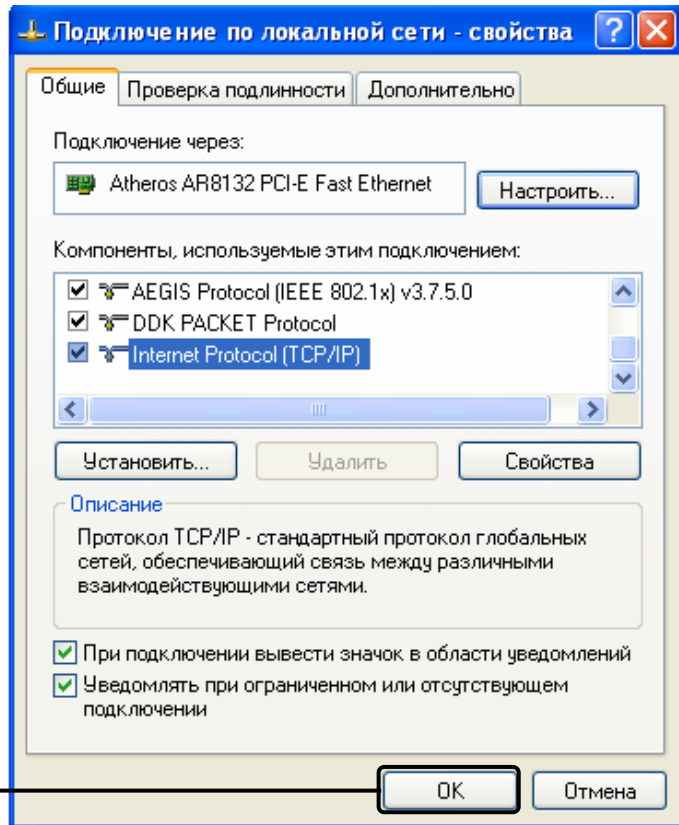 Подключение по локальной сети - свойства
Общие Проверка подлинности Дополнительно
Подключение через:
Atheros AR8132 PCI-E Fast Ethernet Настроить...
Компоненты, используемые этим подключением:
AEGIS Protocol (IEEE 802.1x) v3.7.5.0
DDK PACKET Protocol
Internet Protocol (TCP/IP)
Установить... Удалить Свойства
Описание
Протокол TCP/IP - стандартный протокол глобальных
сетей, обеспечивающий связь между различными
взаимодействующими сетями.
При подключении вывести значок в области уведомлений
Уведомлять при ограниченном или отсутствующем
подключении
ОК Отмена